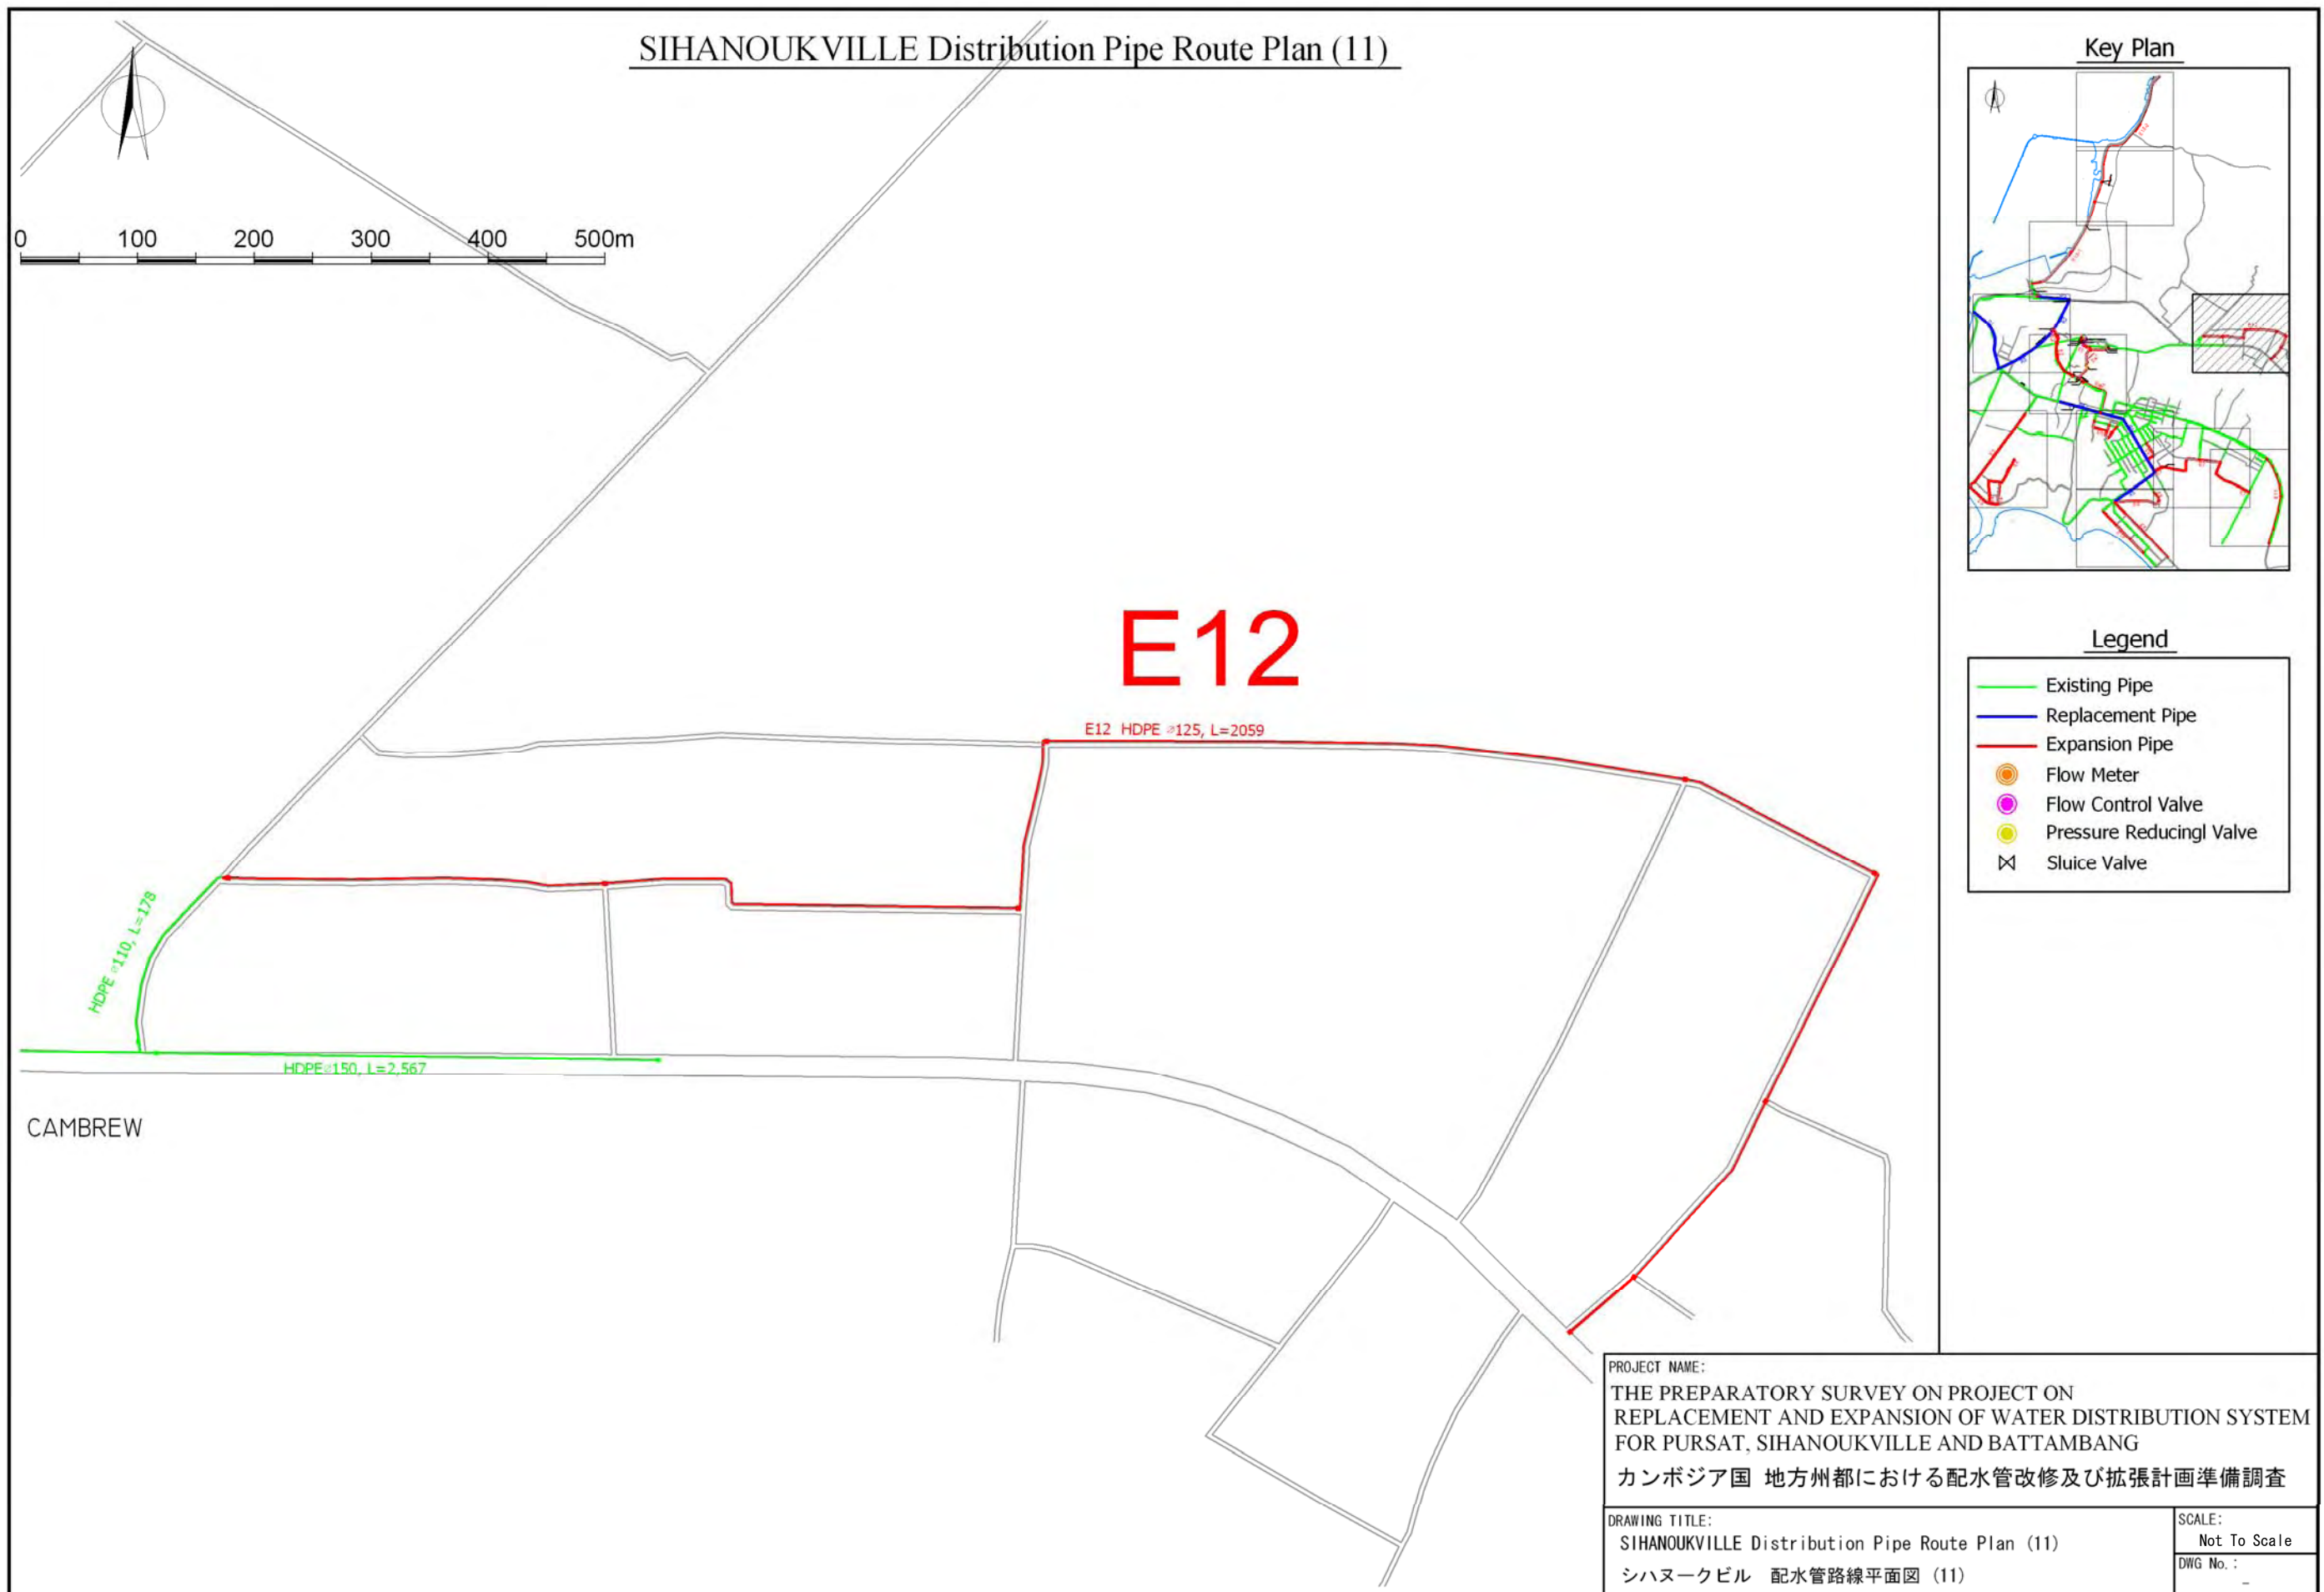 SIHANOUKVILLE Distribution Pipe Route Plan (11)
0 100 200 300 400 500m
E12
E12 HDPE ⌀125, L=2059
HDPE ⌀110, L=178
HDPE⌀150, L=2,567
CAMBREW
Key Plan
Legend
Existing Pipe
Replacement Pipe
Expansion Pipe
Flow Meter
Flow Control Valve
Pressure Reducingl Valve
Sluice Valve
PROJECT NAME:
THE PREPARATORY SURVEY ON PROJECT ON
REPLACEMENT AND EXPANSION OF WATER DISTRIBUTION SYSTEM
FOR PURSAT, SIHANOUKVILLE AND BATTAMBANG
カンボジア国 地方州都における配水管改修及び拡張計画準備調査
DRAWING TITLE:
SIHANOUKVILLE Distribution Pipe Route Plan (11)
シハヌークビル 配水管路線平面図 (11)
SCALE:
Not To Scale
DWG No. :
–